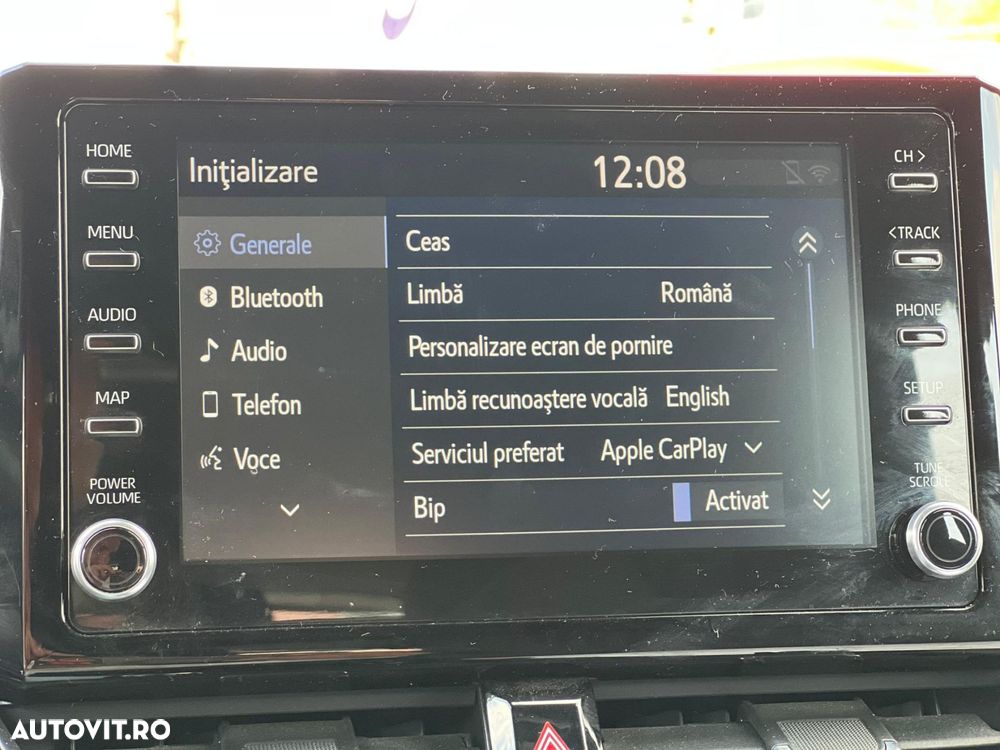 HOME
MENU
AUDIO
MAP
POWER
VOLUME
Iniţializare 12:08
Generale
Bluetooth
Audio
Telefon
Voce
Ceas
Limbă Română
Personalizare ecran de pornire
Limbă recunoaştere vocală English
Serviciul preferat Apple CarPlay
Bip Activat
CH >
< TRACK
PHONE
SETUP
TUNE
SCROLL
AUTOVIT.RO